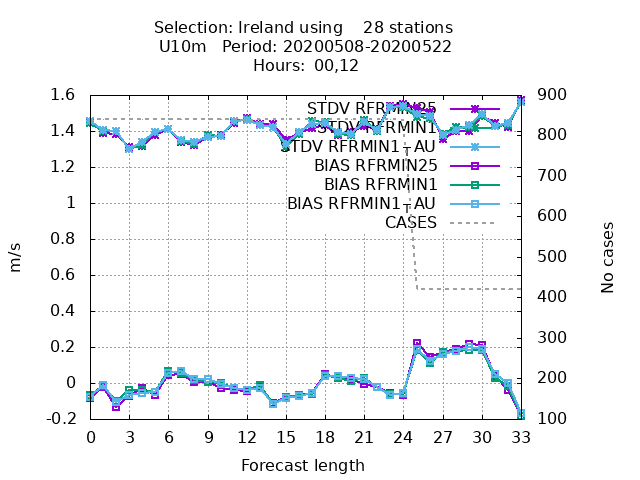 Selection: Ireland using    28 stations
U10m   Period: 20200508-20200522
Hours:  00,12
1.6
1.4
1.2
1
0.8
0.6
0.4
0.2
0
-0.2
m/s
900
800
700
600
500
400
300
200
100
No cases
STDV RFRMIN25
STDV RFRMIN1
STDV RFRMIN1_AU
BIAS RFRMIN25
BIAS RFRMIN1
BIAS RFRMIN1_AU
CASES
0 3 6 9 12 15 18 21 24 27 30 33
Forecast length